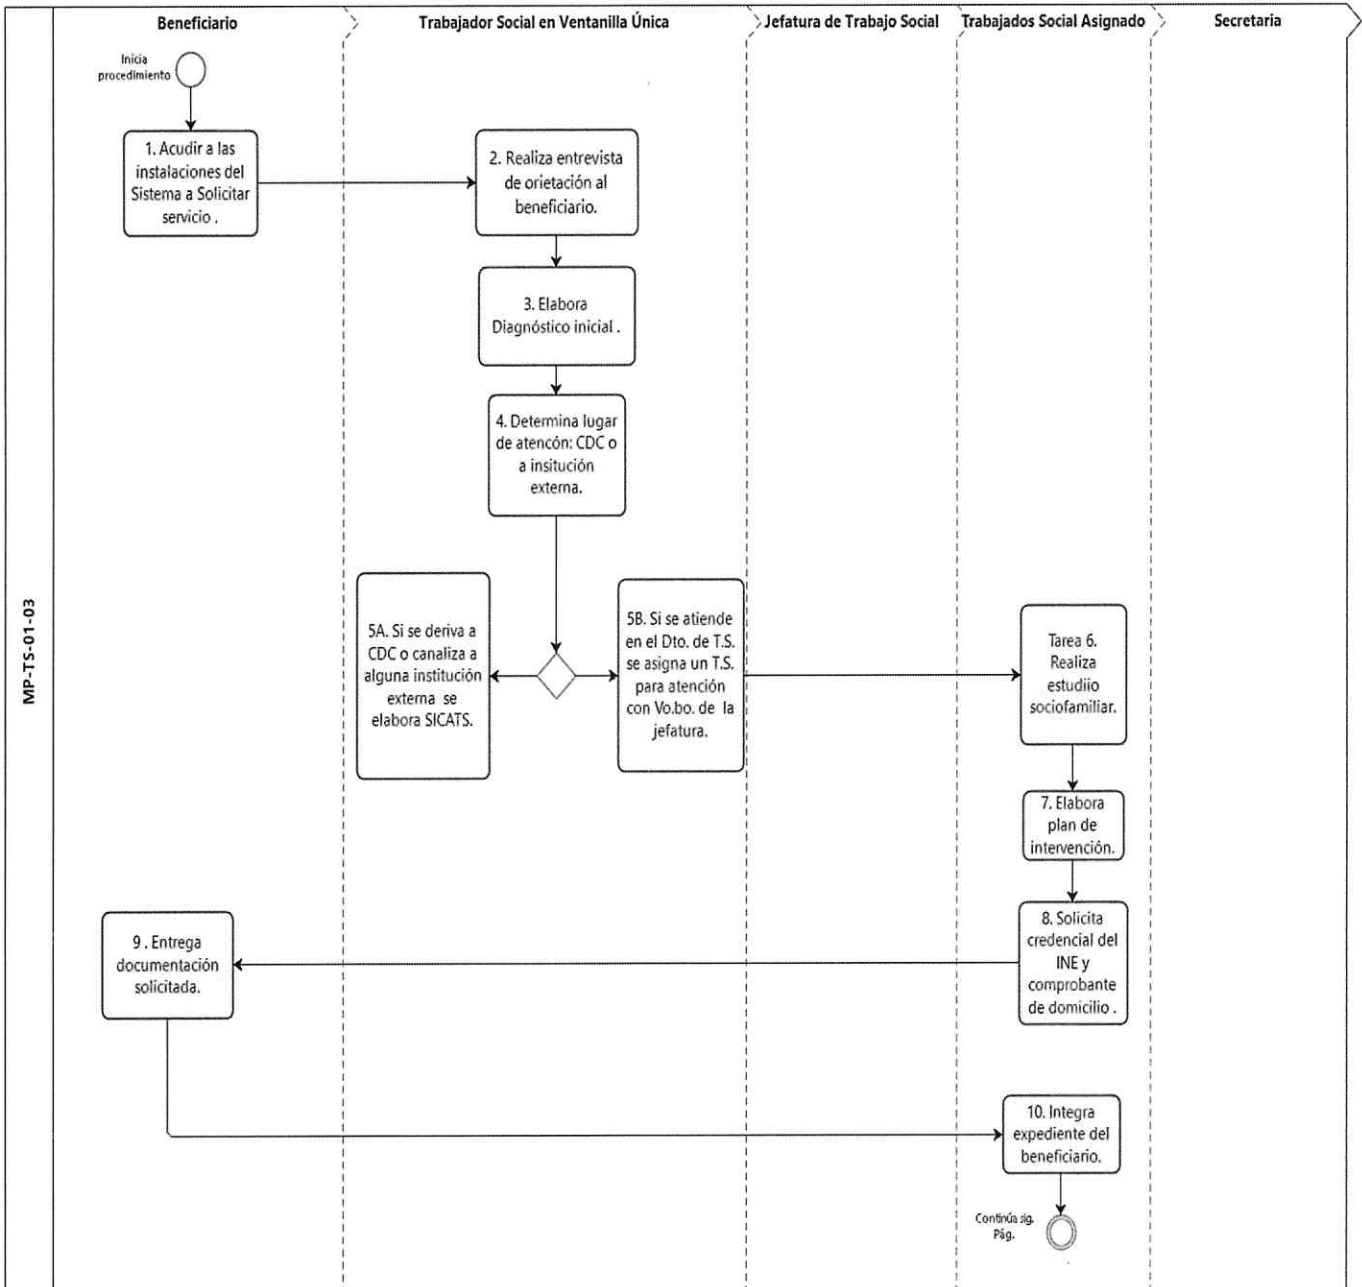 Beneficiario
Trabajador Social en Ventanilla Única
Jefatura de Trabajo Social
Trabajados Social Asignado
Secretaria
MP-TS-01-03
Inicia
procedimiento
1. Acudir a las
instalaciones del
Sistema a Solicitar
servicio .
2. Realiza entrevista
de orietación al
beneficiario.
3. Elabora
Diagnóstico inicial .
4. Determina lugar
de atencón: CDC o
a insitución
externa.
5A. Si se deriva a
CDC o canaliza a
alguna institución
externa se
elabora SICATS.
5B. Si se atiende
en el Dto. de T.S.
se asigna un T.S.
para atención
con Vo.bo. de la
jefatura.
Tarea 6.
Realiza
estudiio
sociofamiliar.
7. Elabora
plan de
intervención.
8. Solicita
credencial del
INE y
comprobante
de domicilio .
9 . Entrega
documentación
solicitada.
10. Integra
expediente del
beneficiario.
Continúa sig.
Pág.